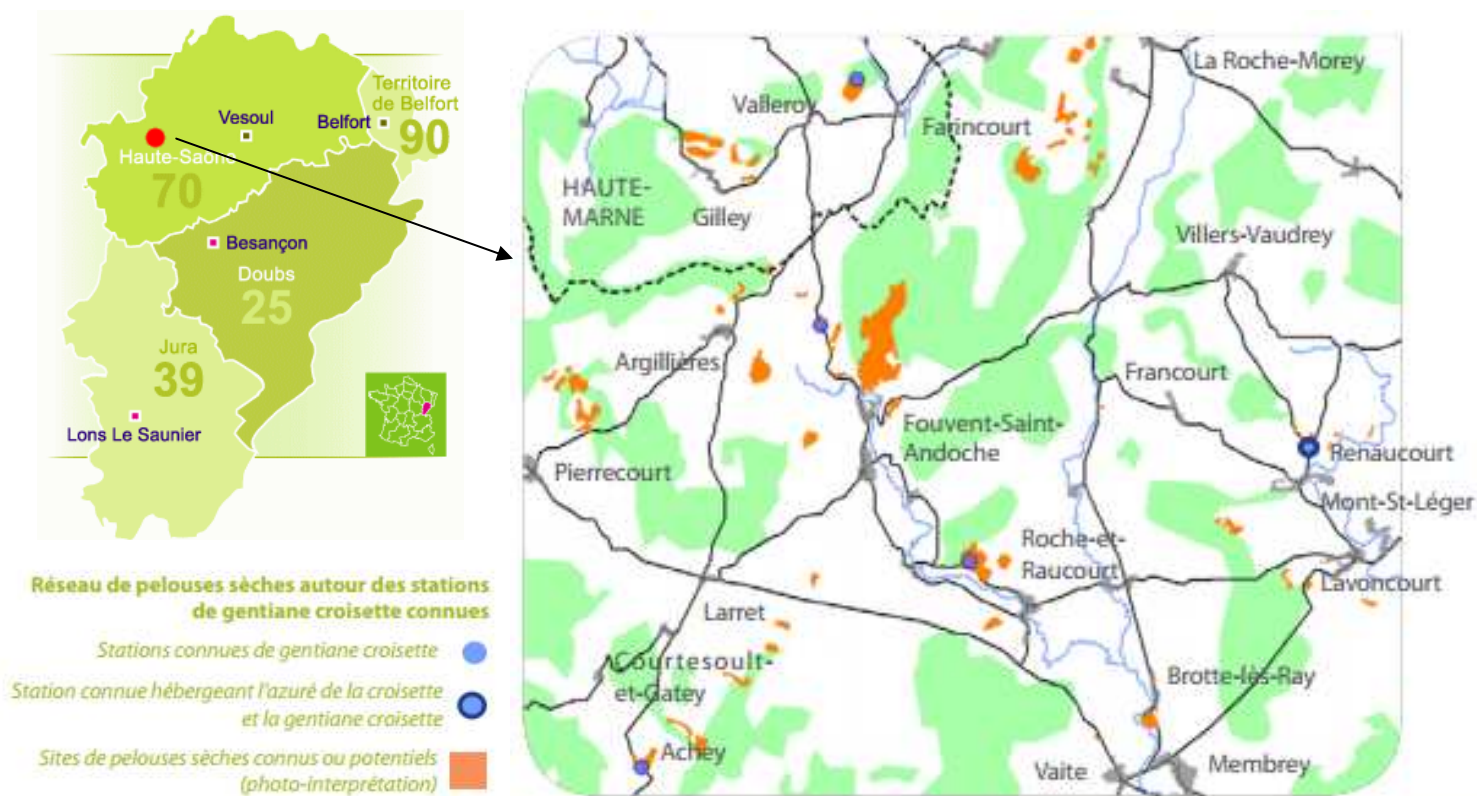 Territoire
de Belfort
90
Vesoul
Belfort
Haute-Saône
70
Besançon
Doubs
25
Jura
39
Lons Le Saunier
Réseau de pelouses sèches autour des stations
de gentiane croisette connues
Stations connues de gentiane croisette
Station connue hébergeant l'azuré de la croisette
et la gentiane croisette
Sites de pelouses sèches connus ou potentiels
(photo-interprétation)
La Roche-Morey
Valleroy
Farincourt
HAUTE-
MARNE
Gilley
Villers-Vaudrey
Argillières
Francourt
Fouvent-Saint-
Andoche
Renaucourt
Pierrecourt
Mont-St-Léger
Roche-et-
Raucourt
Lavoncourt
Larret
Courtesoult-
et-Gatey
Brotte-lès-Ray
Achey
Vaite
Membrey